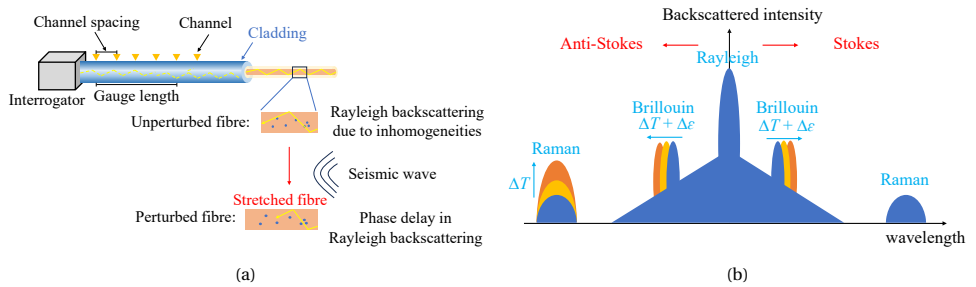 Channel spacing
Channel
Cladding
Interrogator
Gauge length
Unperturbed fibre:
Rayleigh backscattering
due to inhomogeneities
Seismic wave
Stretched fibre
Perturbed fibre:
Phase delay in
Rayleigh backscattering
(a)
Backscattered intensity
Anti-Stokes
Stokes
Rayleigh
Brillouin
ΔT + Δε
Brillouin
ΔT + Δε
Raman
ΔT
Raman
wavelength
(b)